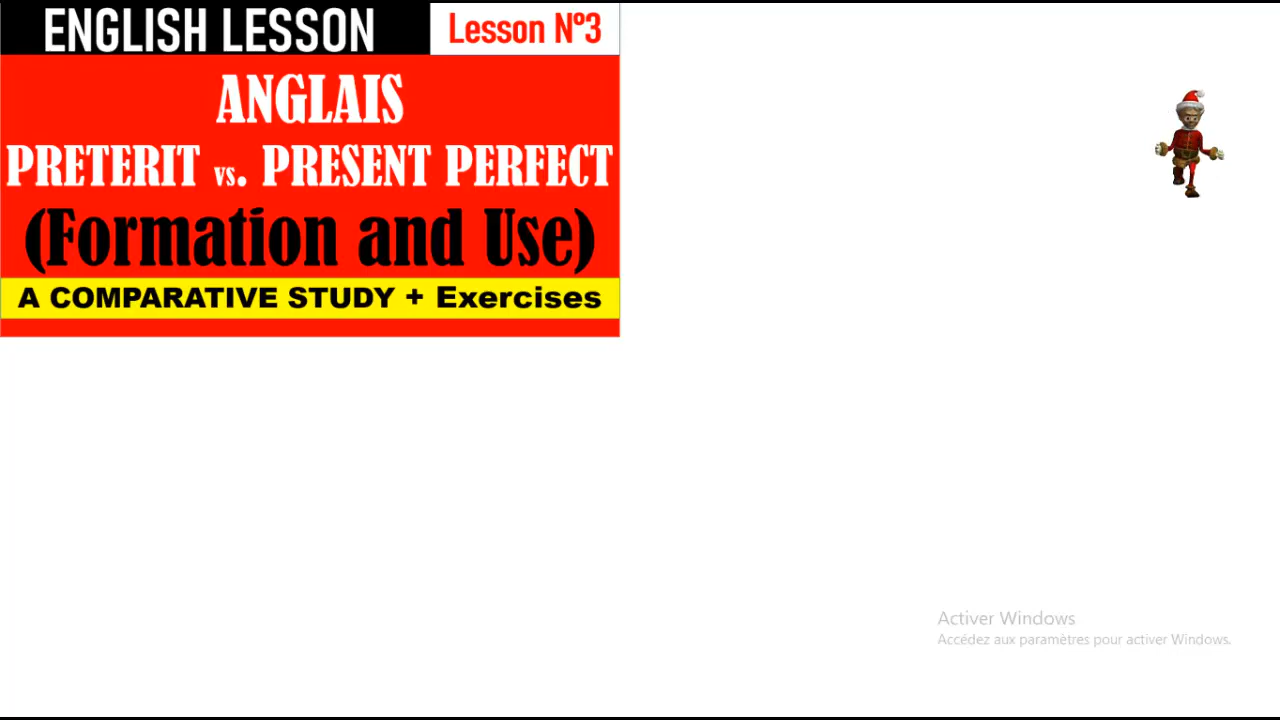 ENGLISH LESSON
Lesson Nº3
ANGLAIS
PRETERIT vs. PRESENT PERFECT
(Formation and Use)
A COMPARATIVE STUDY + Exercises
Activer Windows
Accédez aux paramètres pour activer Windows.